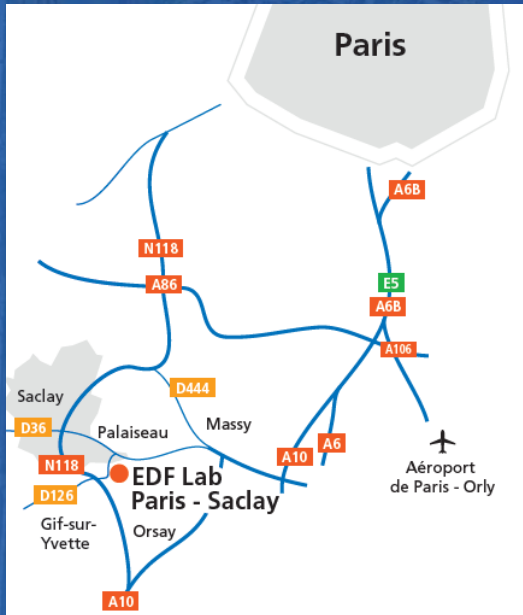 Paris
A6B
N118
E5
A86
A6B
A106
D444
Saclay
Massy
D36
Palaiseau
A6
A10
N118
EDF Lab
Paris - Saclay
Aéroport
de Paris - Orly
D126
Gif-sur-
Yvette
Orsay
A10